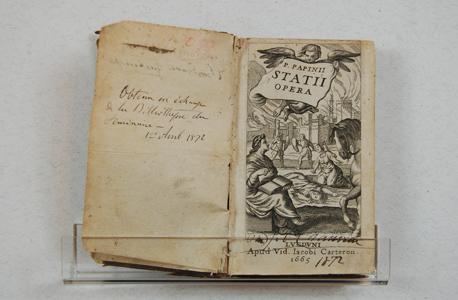 Obtenu en échange
de la Bibliothèque du
Séminaire
1er Avril 1872
P. PAPINII
STATII
OPERA
LVGDVNI
Apud Vid. Iacobi Carteron
1665
1872